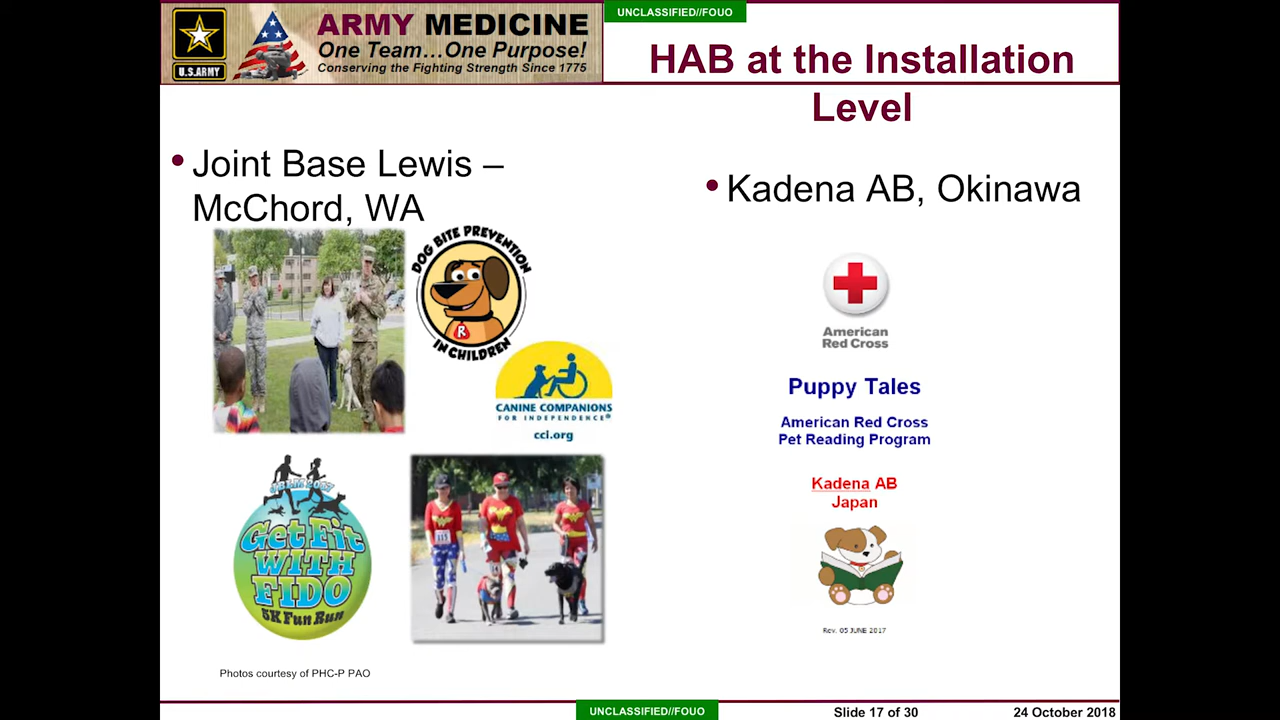 UNCLASSIFIED//FOUO
ARMY MEDICINE
One Team…One Purpose!
Conserving the Fighting Strength Since 1775
U.S.ARMY
HAB at the Installation
Level
• Joint Base Lewis –
McChord, WA
DOG BITE PREVENTION
R
IN CHILDREN
CANINE COMPANIONS
FOR INDEPENDENCE®
cci.org
JBLM 2017
Get Fit
WITH
FIDO
5K Fun Run
115
Photos courtesy of PHC-P PAO
• Kadena AB, Okinawa
American
Red Cross
Puppy Tales
American Red Cross
Pet Reading Program
Kadena AB
Japan
Rev. 05 JUNE 2017
UNCLASSIFIED//FOUO
Slide 17 of 30
24 October 2018